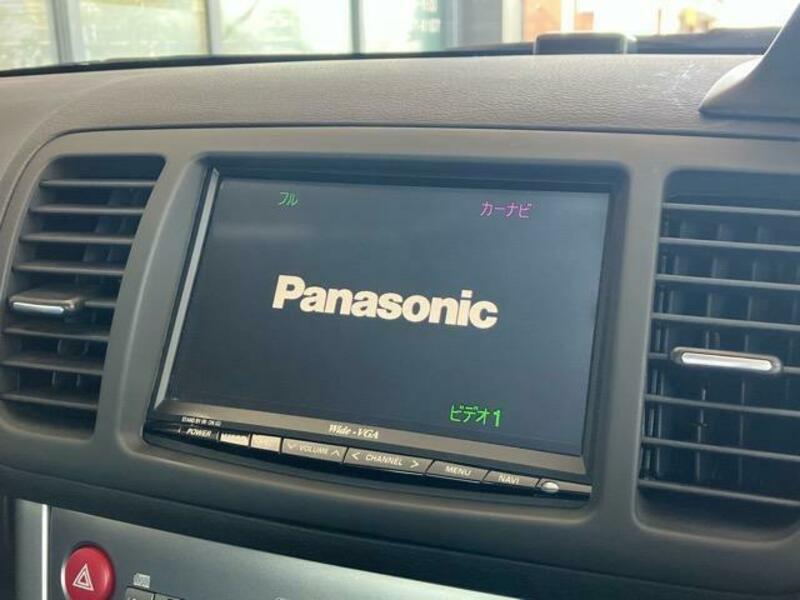 フル
カーナビ
Panasonic
ビデオ1
Wide-VGA
POWER
VOLUME
< CHANNEL >
MENU
NAVI